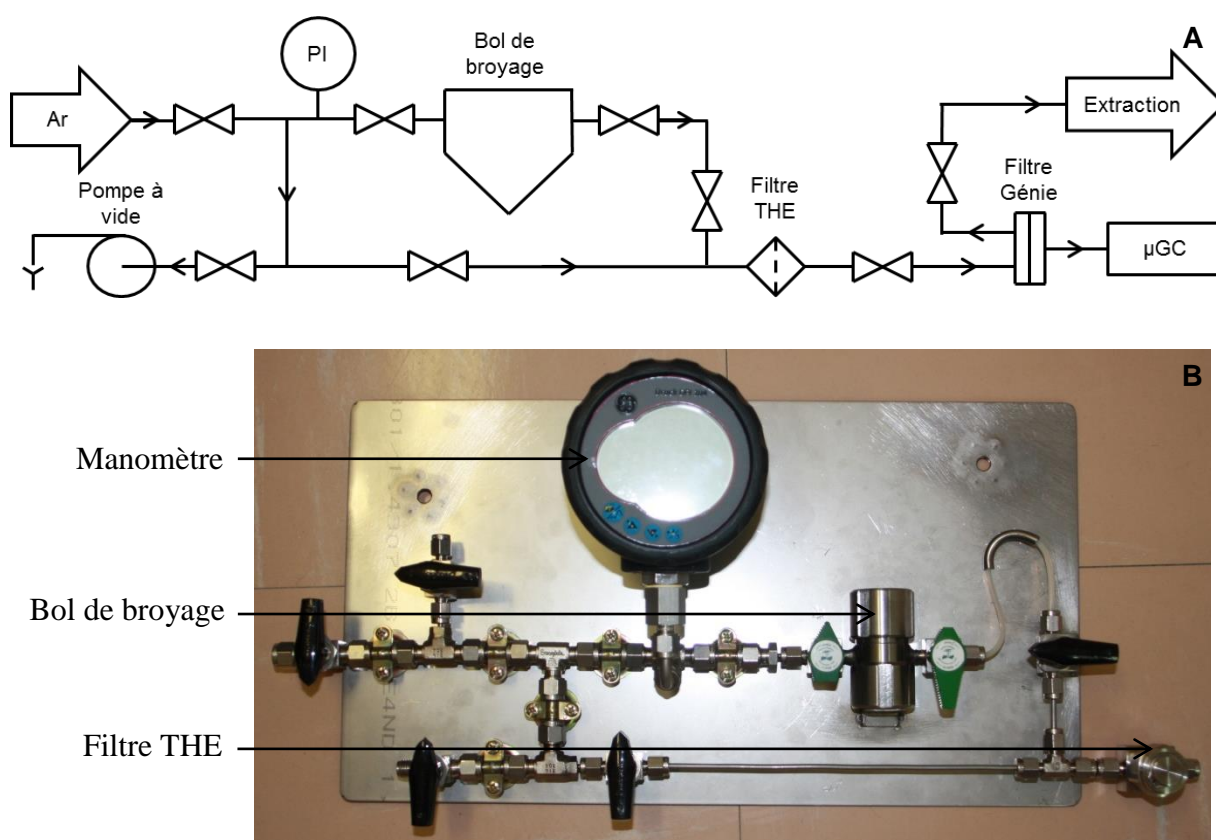 A
PI
Bol de
broyage
Ar
Extraction
Pompe à
vide
Filtre
THE
Filtre
Génie
µGC
B
Manomètre
Bol de broyage
Filtre THE